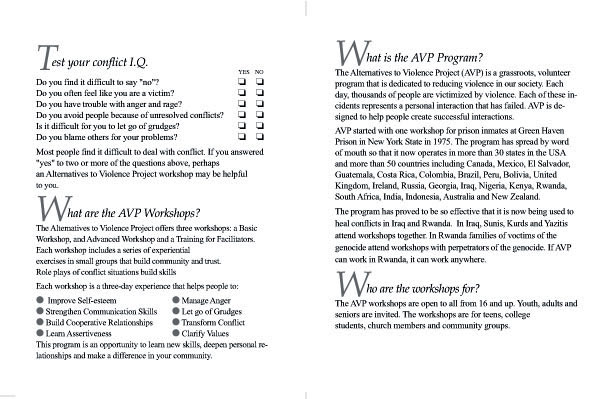 Test your conflict I.Q.
YES NO
Do you find it difficult to say "no"? ❏ ❏
Do you often feel like you are a victim? ❏ ❏
Do you have trouble with anger and rage? ❏ ❏
Do you avoid people because of unresolved conflicts? ❏ ❏
Is it difficult for you to let go of grudges? ❏ ❏
Do you blame others for your problems? ❏ ❏
Most people find it difficult to deal with conflict. If you answered
"yes" to two or more of the questions above, perhaps
an Alternatives to Violence Project workshop may be helpful
to you.
What are the AVP Workshops?
The Alternatives to Violence Project offers three workshops: a Basic
Workshop, and Advanced Workshop and a Training for Facilitators.
Each workshop includes a series of experiential
exercises in small groups that build community and trust.
Role plays of conflict situations build skills
Each workshop is a three-day experience that helps people to:
● Improve Self-esteem ● Manage Anger
● Strengthen Communication Skills ● Let go of Grudges
● Build Cooperative Relationships ● Transform Conflict
● Learn Assertiveness ● Clarify Values
This program is an opportunity to learn new skills, deepen personal re-
lationships and make a difference in your community.
What is the AVP Program?
The Alternatives to Violence Project (AVP) is a grassroots, volunteer
program that is dedicated to reducing violence in our society. Each
day, thousands of people are victimized by violence. Each of these in-
cidents represents a personal interaction that has failed. AVP is de-
signed to help people create successful interactions.
AVP started with one workshop for prison inmates at Green Haven
Prison in New York State in 1975. The program has spread by word
of mouth so that it now operates in more than 30 states in the USA
and more than 50 countries including Canada, Mexico, El Salvador,
Guatemala, Costa Rica, Colombia, Brazil, Peru, Bolivia, United
Kingdom, Ireland, Russia, Georgia, Iraq, Nigeria, Kenya, Rwanda,
South Africa, India, Indonesia, Australia and New Zealand.
The program has proved to be so effective that it is now being used to
heal conflicts in Iraq and Rwanda. In Iraq, Sunis, Kurds and Yazitis
attend workshops together. In Rwanda families of voctims of the
genocide attend workshops with perpetrators of the genocide. If AVP
can work in Rwanda, it can work anywhere.
Who are the workshops for?
The AVP workshops are open to all from 16 and up. Youth, adults and
seniors are invited. The workshops are for teens, college
students, church members and community groups.